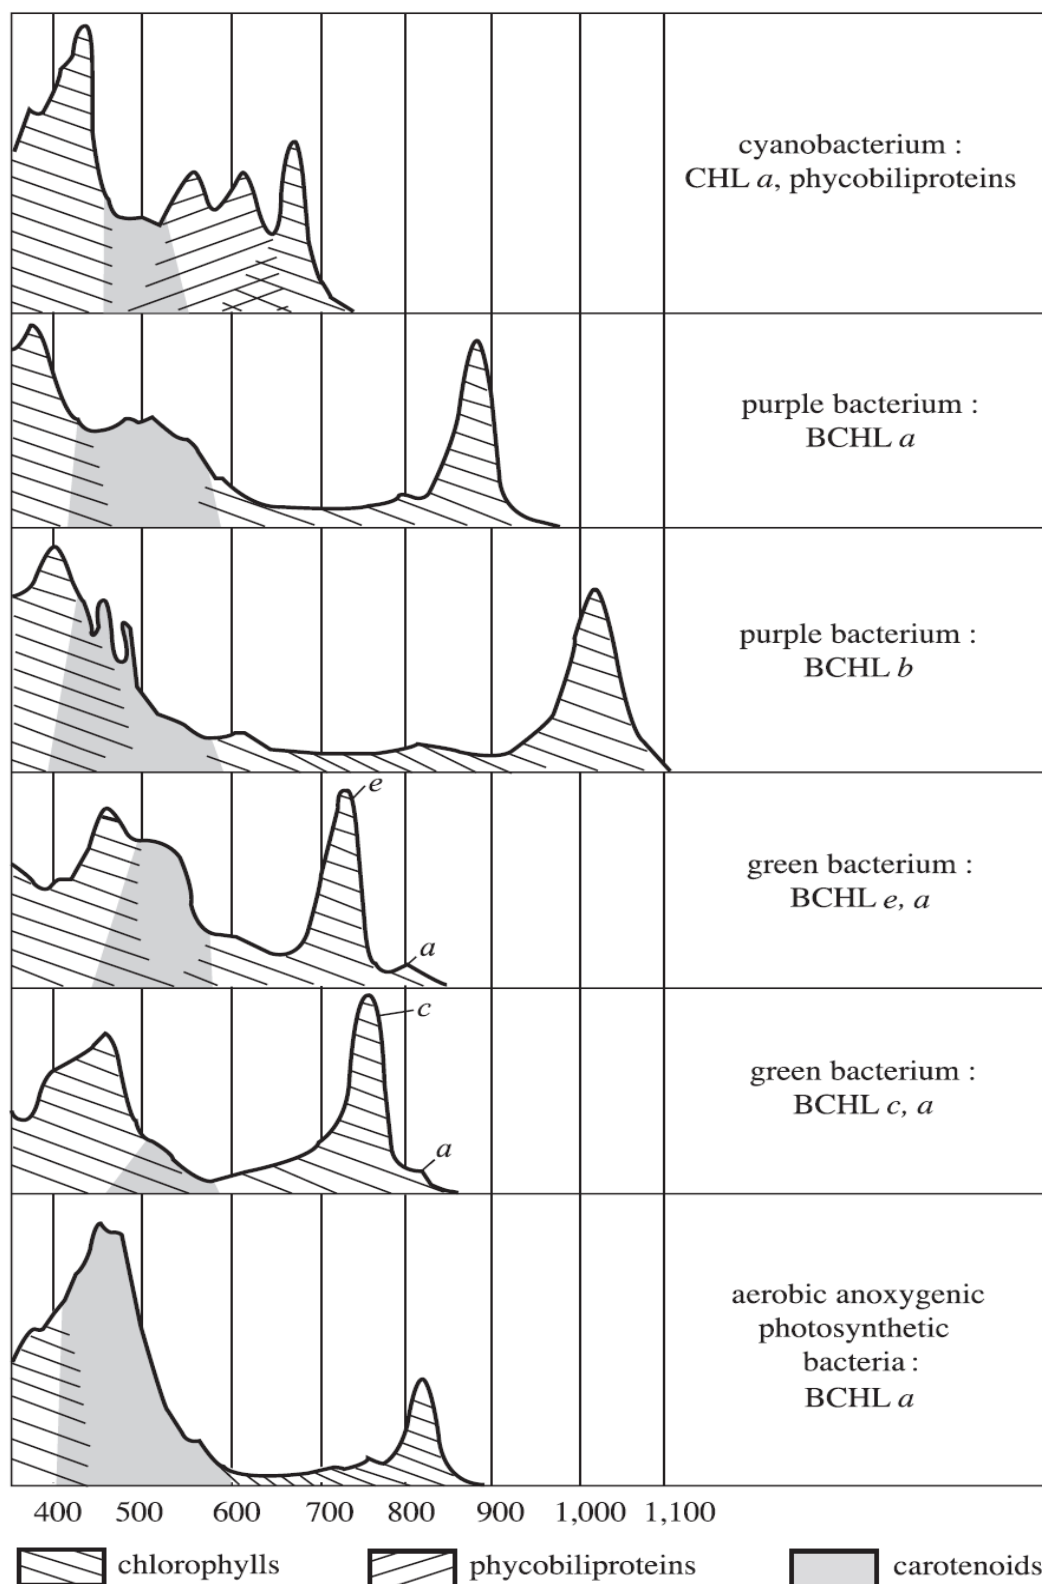 cyanobacterium :
CHL a, phycobiliproteins
purple bacterium :
BCHL a
purple bacterium :
BCHL b
e
a
green bacterium :
BCHL e, a
c
a
green bacterium :
BCHL c, a
aerobic anoxygenic
photosynthetic
bacteria :
BCHL a
400 500 600 700 800 900 1,000 1,100
chlorophylls phycobiliproteins carotenoids